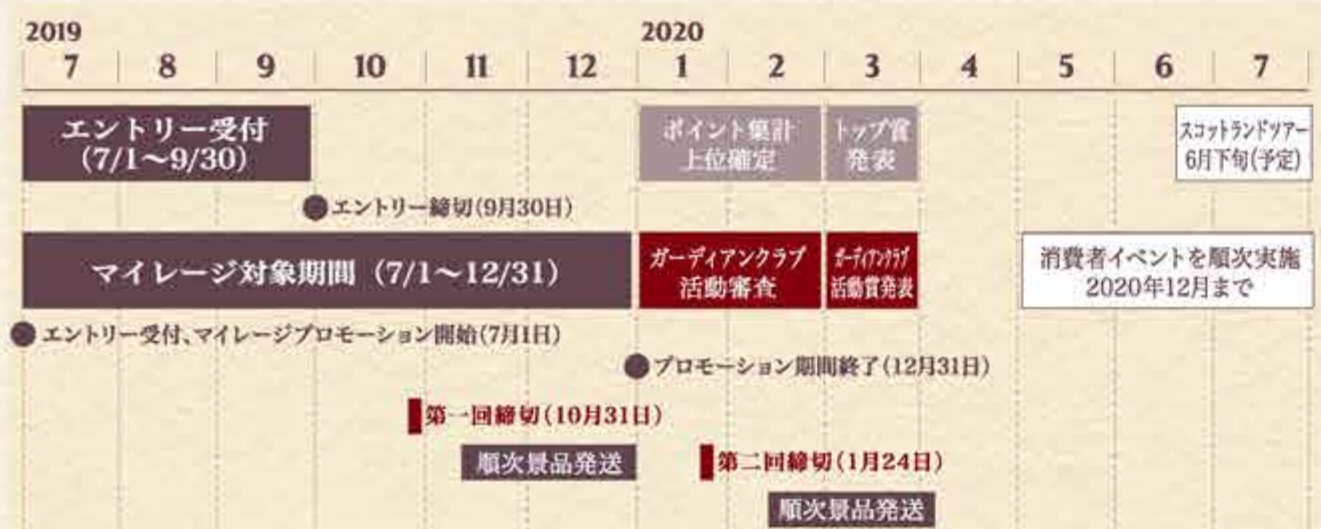 2019 2020
7 8 9 10 11 12 1 2 3 4 5 6 7
エントリー受付
(7/1〜9/30)
ポイント集計
上位確定
トップ賞
発表
スコットランドツアー
6月下旬(予定)
●エントリー締切(9月30日)
マイレージ対象期間 (7/1〜12/31)
ガーディアンクラブ
活動審査
ガーディアンクラブ
活動賞発表
消費者イベントを順次実施
2020年12月まで
●エントリー受付、マイレージプロモーション開始(7月1日)
●プロモーション期間終了(12月31日)
第一回締切(10月31日)
順次景品発送
第二回締切(1月24日)
順次景品発送